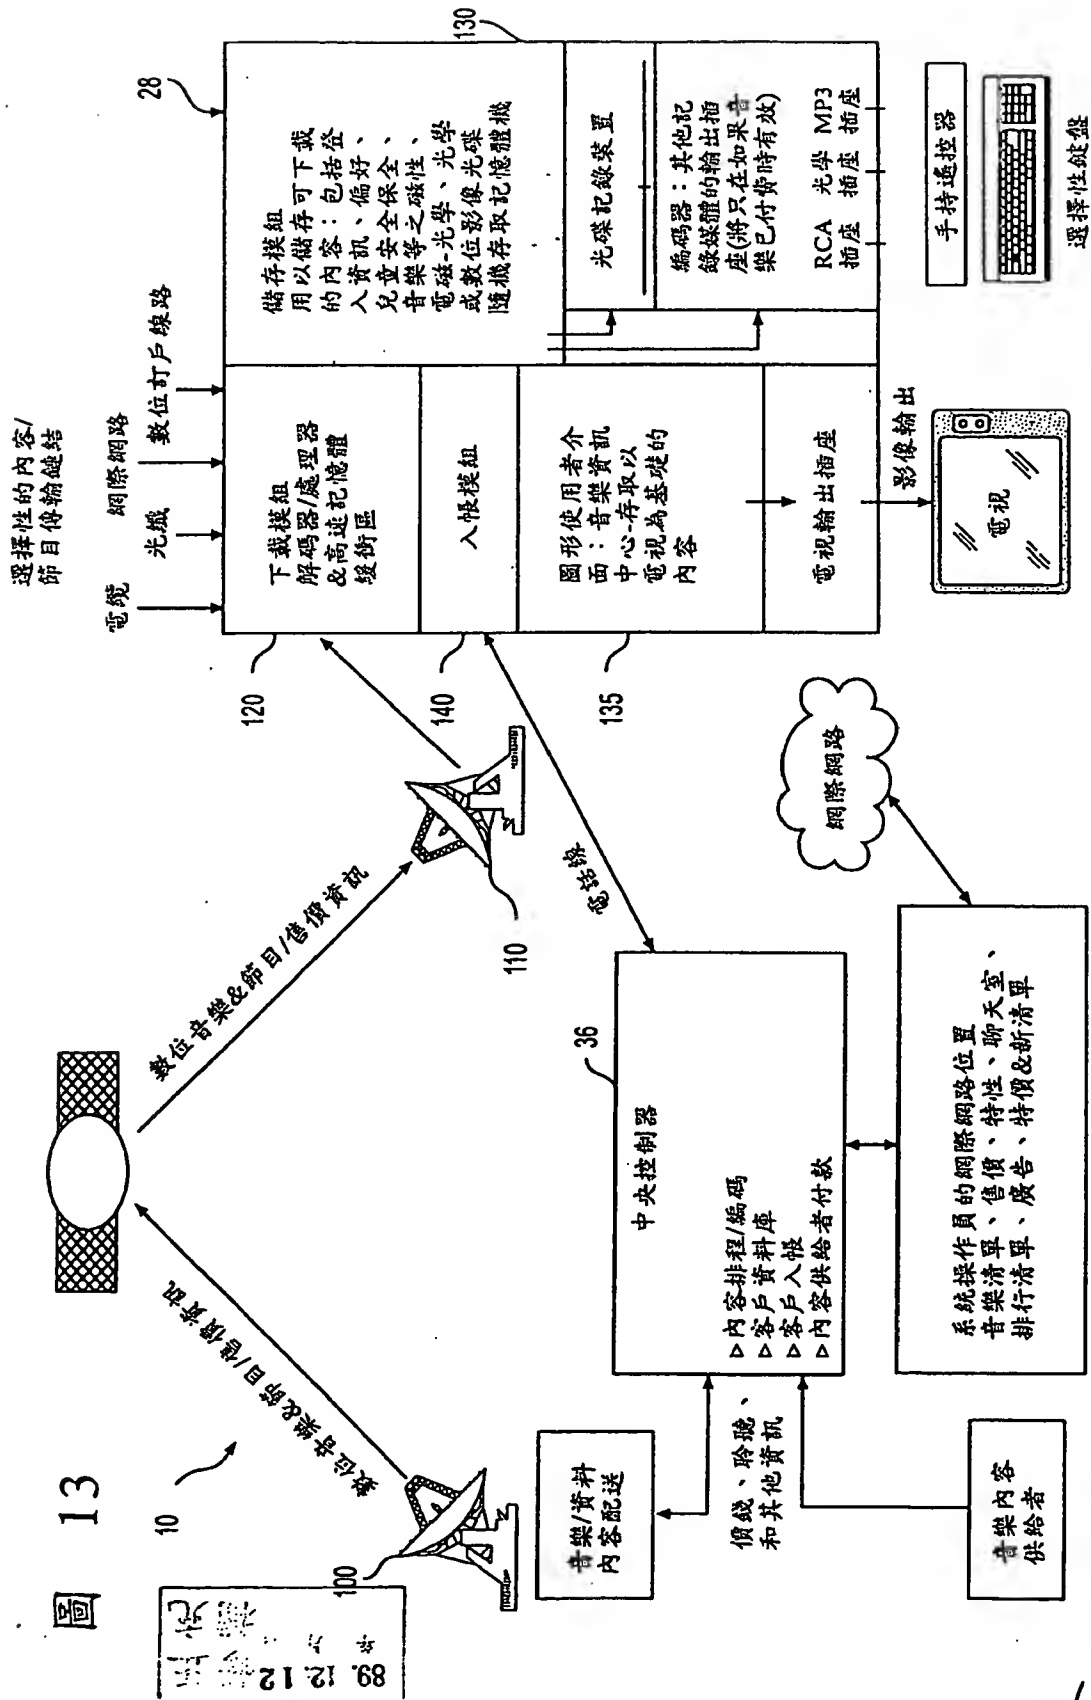 圖 13
10
89. 12. 12
100
數位音樂&節目/售價資訊
數位音樂&節目/售價資訊
110
選擇性的內容/
節目傳輸鏈結
電纜
光纖
網際網路
數位訂戶線路
28
130
120
下載模組
解碼器/處理器
&高速記憶體
緩衝區
140
入帳模組
135
圖形使用者介
面：音樂資訊
中心-存取以
電視為基礎的
內容
電視輸出插座
影像輸出
電視
儲存模組
用以儲存可下載
的內容：包括登
入資訊、偏好、
兒童安全保全、
音樂等之磁性、
電磁-光學、光學
或數位影像光碟
隨機存取記憶體機
光碟記錄裝置
編碼器：其他記
錄媒體的輸出插
座(將只在如果音
樂已付費時有效)
RCA 光學 MP3
插座 插座 插座
手持遙控器
選擇性鍵盤
電話線
36
中央控制器
▷內容排程/編碼
▷客戶資料庫
▷客戶入帳
▷內容供給者付款
網際網路
音樂/資料
內容配送
價錢、聆聽、
和其他資訊
音樂內容
供給者
系統操作員的網際網路位置
音樂清單、售價、特性、聊天室、
排行清單、廣告、特價&新清單